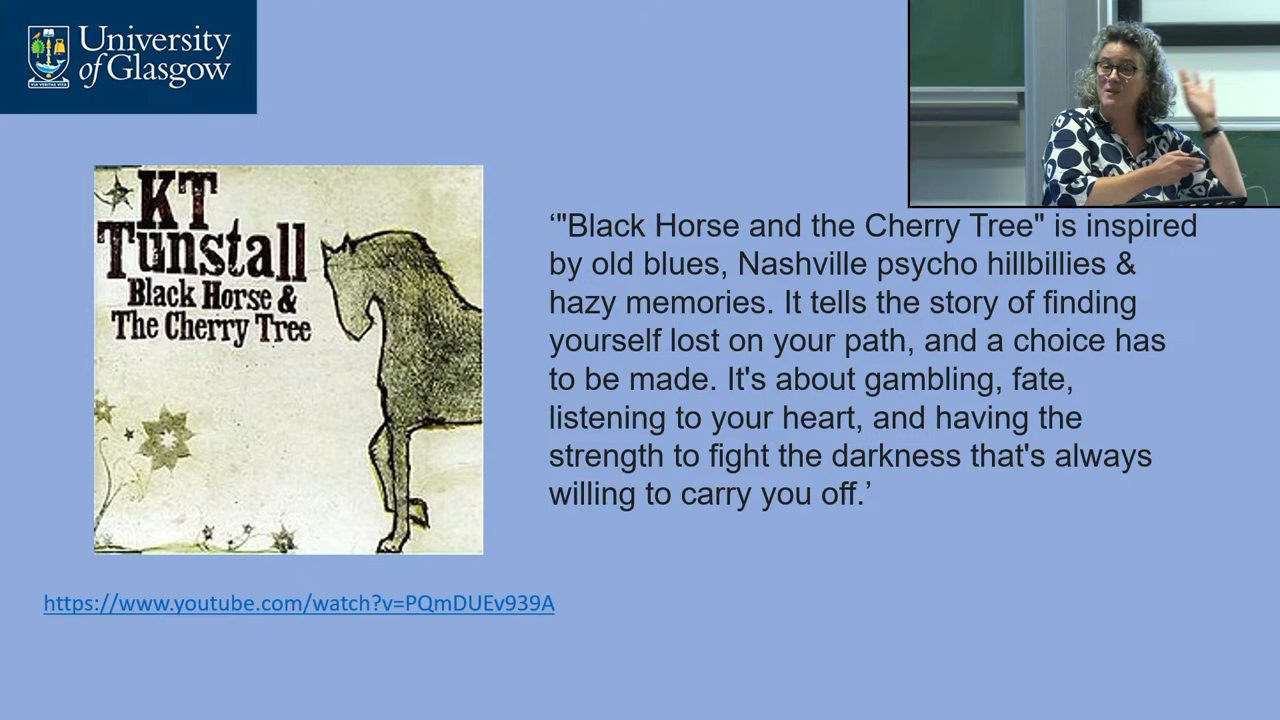 University
of Glasgow
VIA VERITAS VITA
KT
Tunstall
Black Horse &
The Cherry Tree
‘"Black Horse and the Cherry Tree" is inspired
by old blues, Nashville psycho hillbillies &
hazy memories. It tells the story of finding
yourself lost on your path, and a choice has
to be made. It's about gambling, fate,
listening to your heart, and having the
strength to fight the darkness that's always
willing to carry you off.’
https://www.youtube.com/watch?v=PQmDUEv939A